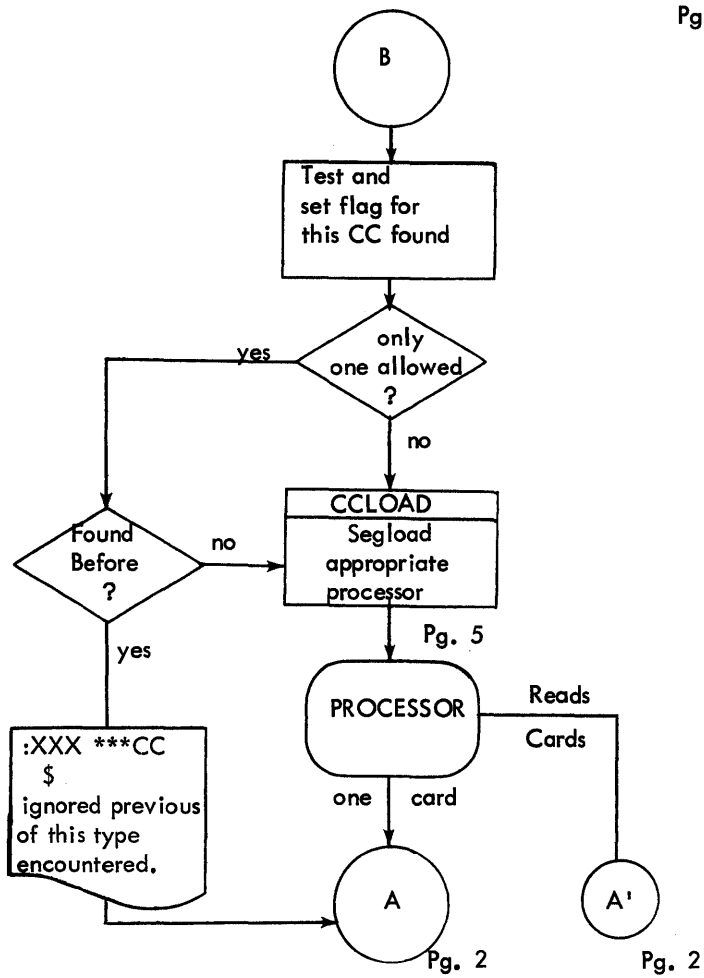 Pg
B
Test and
set flag for
this CC found
only
one allowed
?
yes
no
CCLOAD
Segload
appropriate
processor
Found
Before
?
no
yes
Pg. 5
PROCESSOR
Reads
Cards
:XXX ***CC
$
ignored previous
of this type
encountered.
one card
A
Pg. 2
A'
Pg. 2